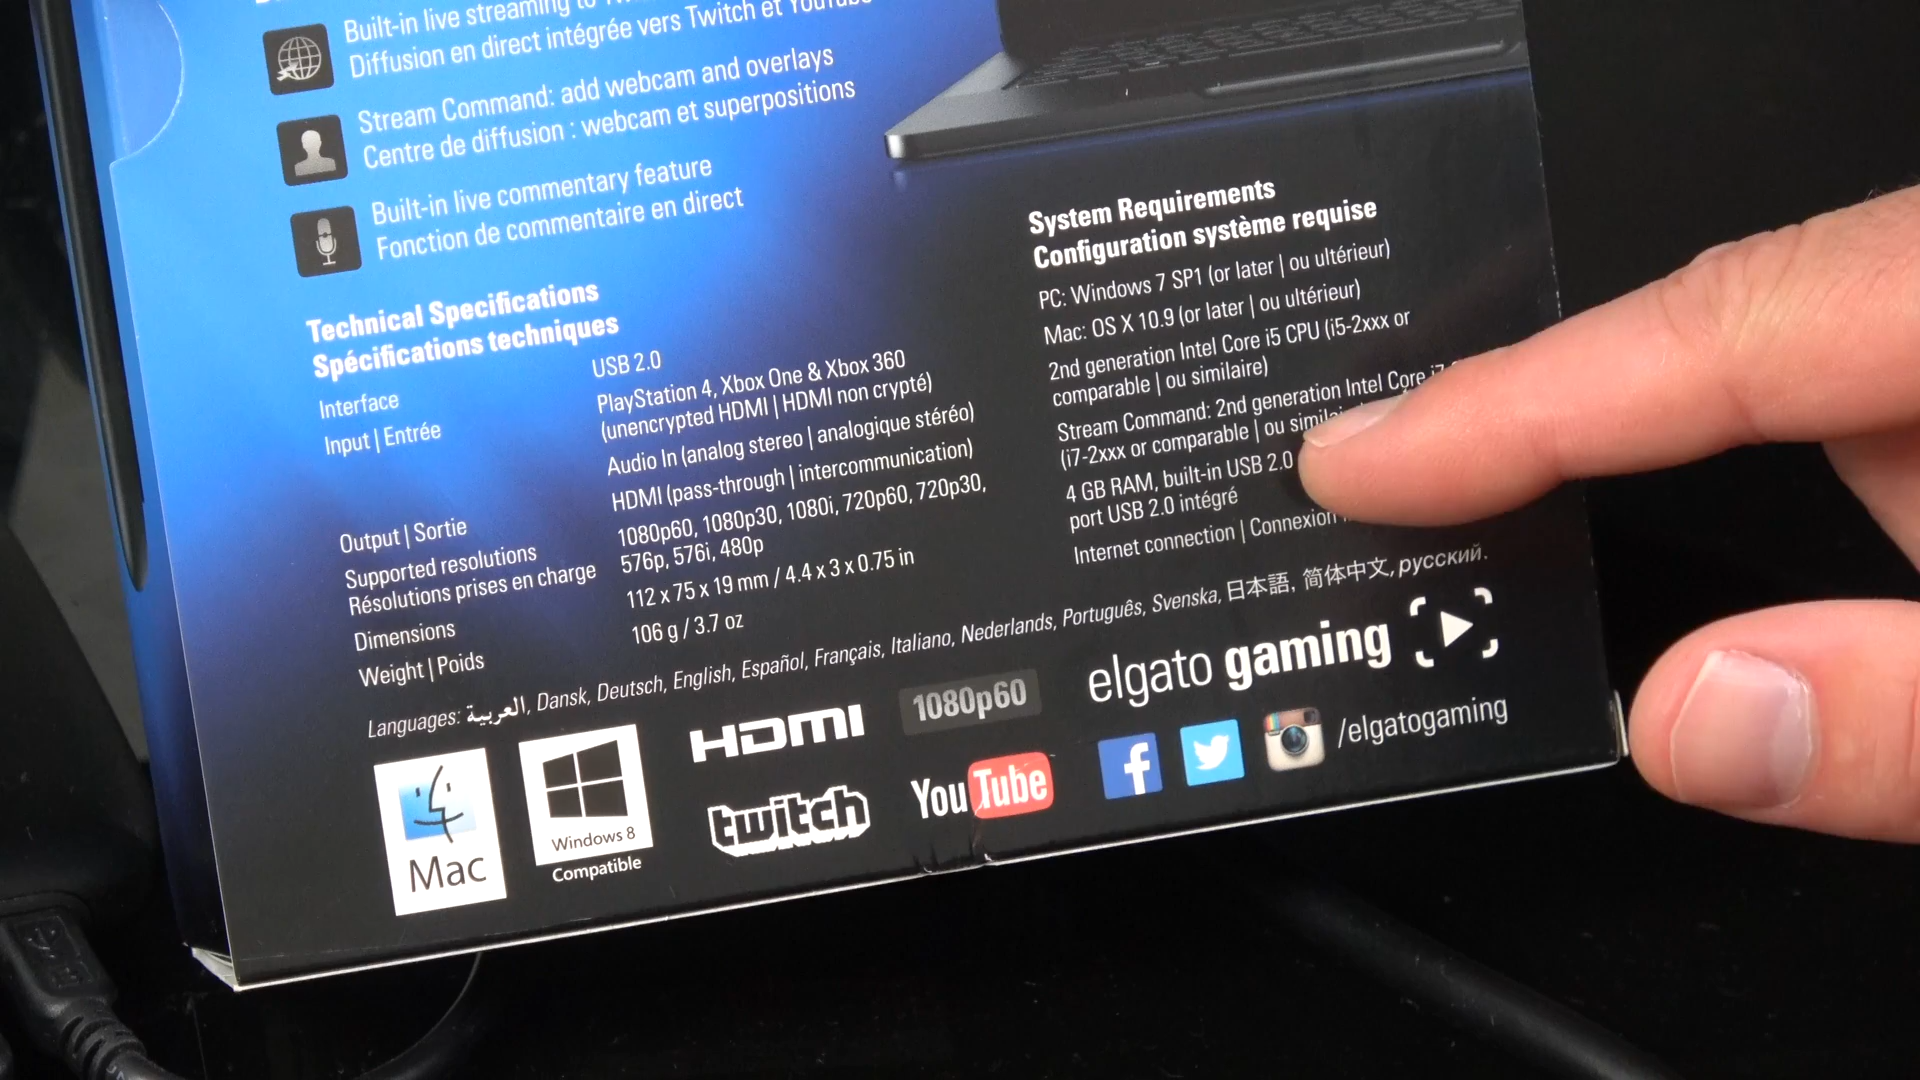 Built-in live streaming to
Diffusion en direct intégrée vers Twitch et YouTube
Stream Command: add webcam and overlays
Centre de diffusion : webcam et superpositions
Built-in live commentary feature
Fonction de commentaire en direct
Technical Specifications
Spécifications techniques
Interface
USB 2.0
Input | Entrée
PlayStation 4, Xbox One & Xbox 360
(unencrypted HDMI | HDMI non crypté)
Audio In (analog stereo | analogique stéréo)
Output | Sortie
HDMI (pass-through | intercommunication)
Supported resolutions
Résolutions prises en charge
1080p60, 1080p30, 1080i, 720p60, 720p30,
576p, 576i, 480p
Dimensions
112 x 75 x 19 mm / 4.4 x 3 x 0.75 in
Weight | Poids
106 g / 3.7 oz
System Requirements
Configuration système requise
PC: Windows 7 SP1 (or later | ou ultérieur)
Mac: OS X 10.9 (or later | ou ultérieur)
2nd generation Intel Core i5 CPU (i5-2xxx or
comparable | ou similaire)
Stream Command: 2nd generation Intel Core i7
(i7-2xxx or comparable | ou
4 GB RAM, built-in USB 2.0
port USB 2.0 intégré
Internet connection | Connexion
Languages: العربية, Dansk, Deutsch, English, Español, Français, Italiano, Nederlands, Português, Svenska, 日本語, 简体中文, русский.
Mac
Windows 8
Compatible
HDMI
1080p60
twitch
YouTube
elgato gaming
f
/elgatogaming